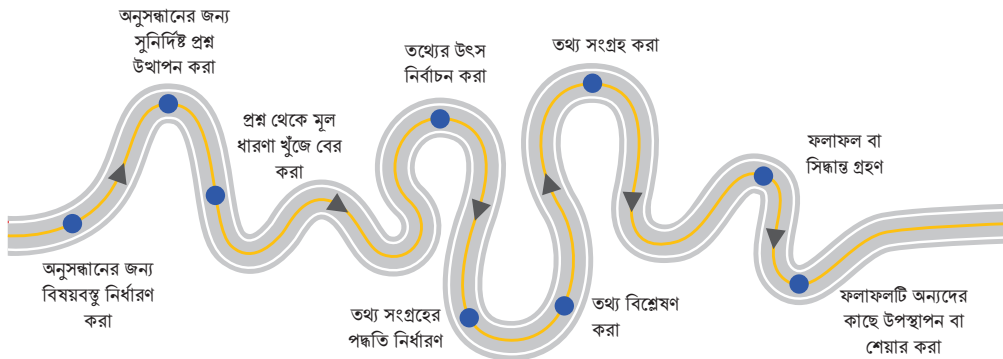 অনুসন্ধানের জন্য
সুনির্দিষ্ট প্রশ্ন
উত্থাপন করা
তথ্যের উৎস
নির্বাচন করা
তথ্য সংগ্রহ করা
প্রশ্ন থেকে মূল
ধারণা খুঁজে বের
করা
ফলাফল বা
সিদ্ধান্ত গ্রহণ
অনুসন্ধানের জন্য
বিষয়বস্তু নির্ধারণ
করা
তথ্য সংগ্রহের
পদ্ধতি নির্ধারণ
তথ্য বিশ্লেষণ
করা
ফলাফলটি অন্যদের
কাছে উপস্থাপন বা
শেয়ার করা